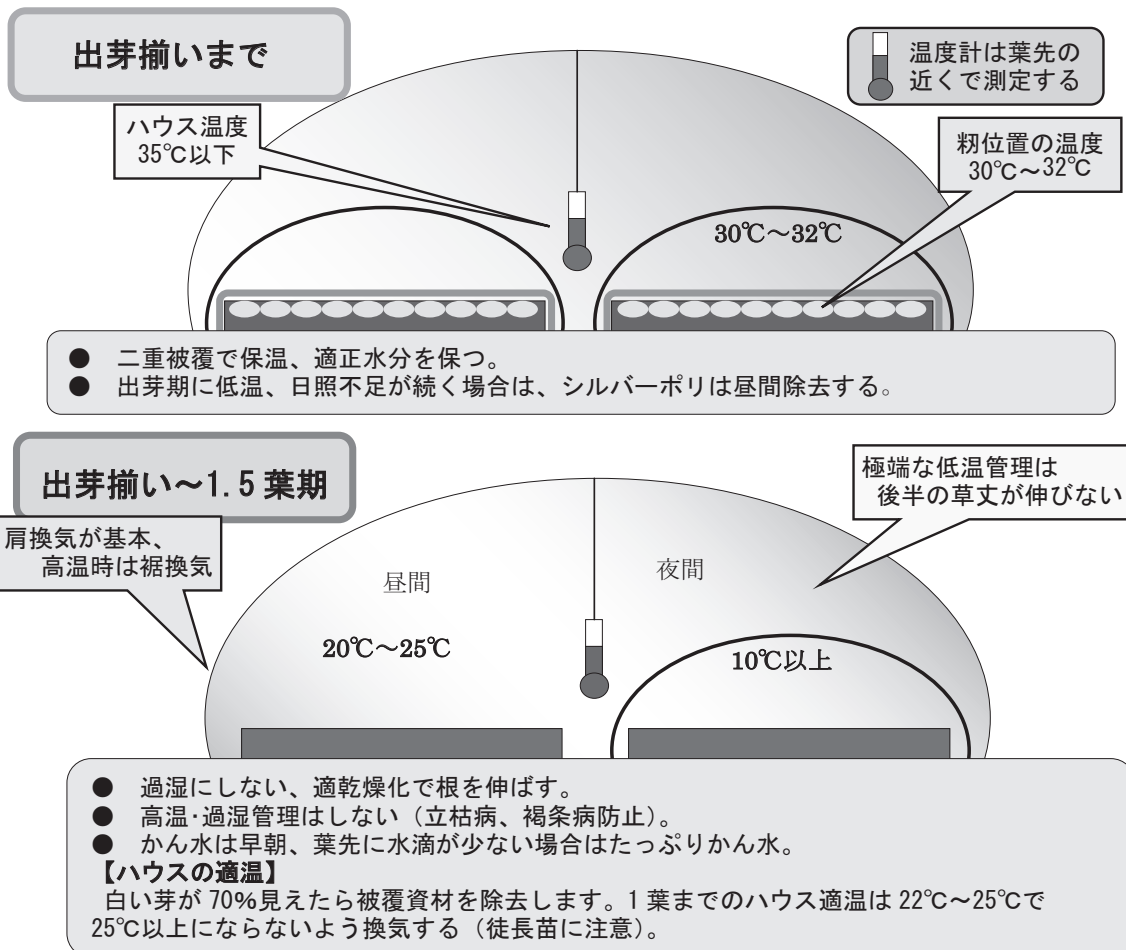 出芽揃いまで
温度計は葉先の
近くで測定する
ハウス温度
35℃以下
籾位置の温度
30℃～32℃
30℃～32℃
● 二重被覆で保温、適正水分を保つ。
● 出芽期に低温、日照不足が続く場合は、シルバーポリは昼間除去する。
出芽揃い～1.5葉期
極端な低温管理は
後半の草丈が伸びない
肩換気が基本、
高温時は裾換気
昼間
夜間
20℃～25℃
10℃以上
● 過湿にしない、適乾燥化で根を伸ばす。
● 高温･過湿管理はしない（立枯病、褐条病防止）。
● かん水は早朝、葉先に水滴が少ない場合はたっぷりかん水。
【ハウスの適温】
白い芽が70%見えたら被覆資材を除去します。1葉までのハウス適温は22℃～25℃で
25℃以上にならないよう換気する（徒長苗に注意）。